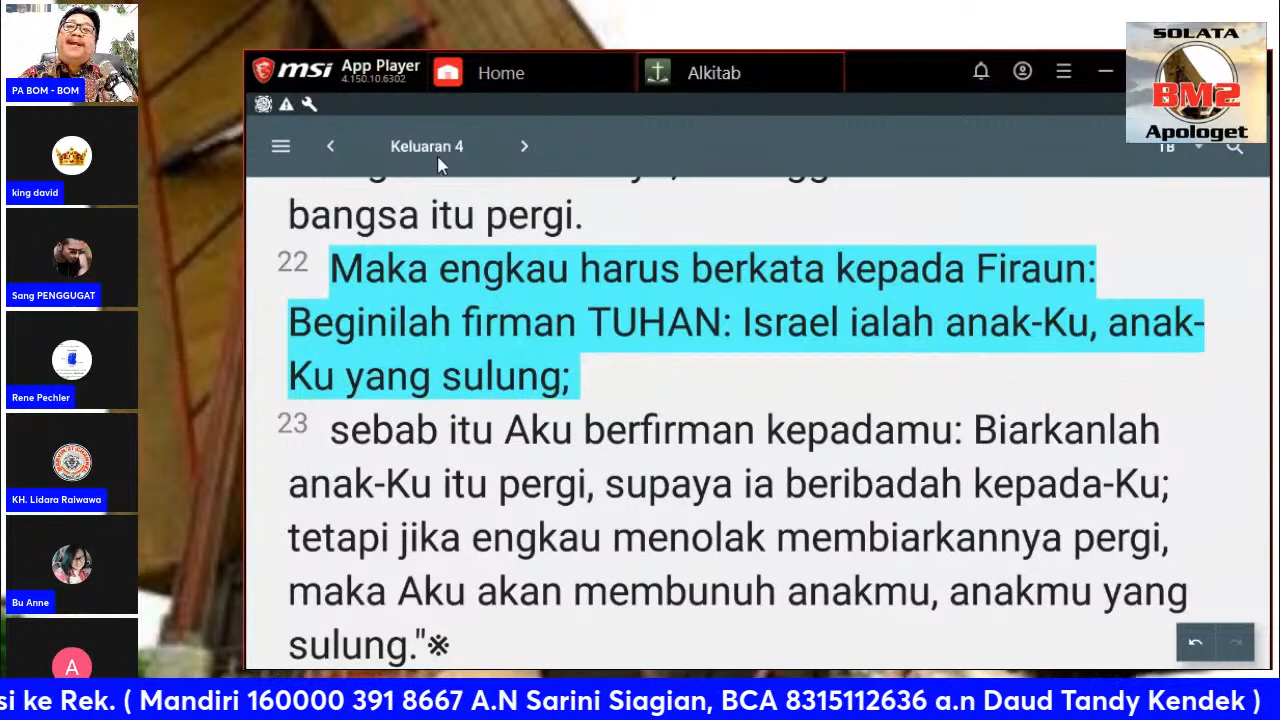 PA BOM - BOM
king david
Sang PENGGUGAT
Rene Pechler
KH. Lidara Raiwawa
Bu Anne
A
msi App Player
4.150.10.6302
Home
Alkitab
SOLATA
BM2
Apologet
Keluaran 4
TB
bangsa itu pergi.
22 Maka engkau harus berkata kepada Firaun:
Beginilah firman TUHAN: Israel ialah anak-Ku, anak-
Ku yang sulung;
23 sebab itu Aku berfirman kepadamu: Biarkanlah
anak-Ku itu pergi, supaya ia beribadah kepada-Ku;
tetapi jika engkau menolak membiarkannya pergi,
maka Aku akan membunuh anakmu, anakmu yang
sulung."※
si ke Rek. ( Mandiri 160000 391 8667 A.N Sarini Siagian, BCA 8315112636 a.n Daud Tandy Kendek )